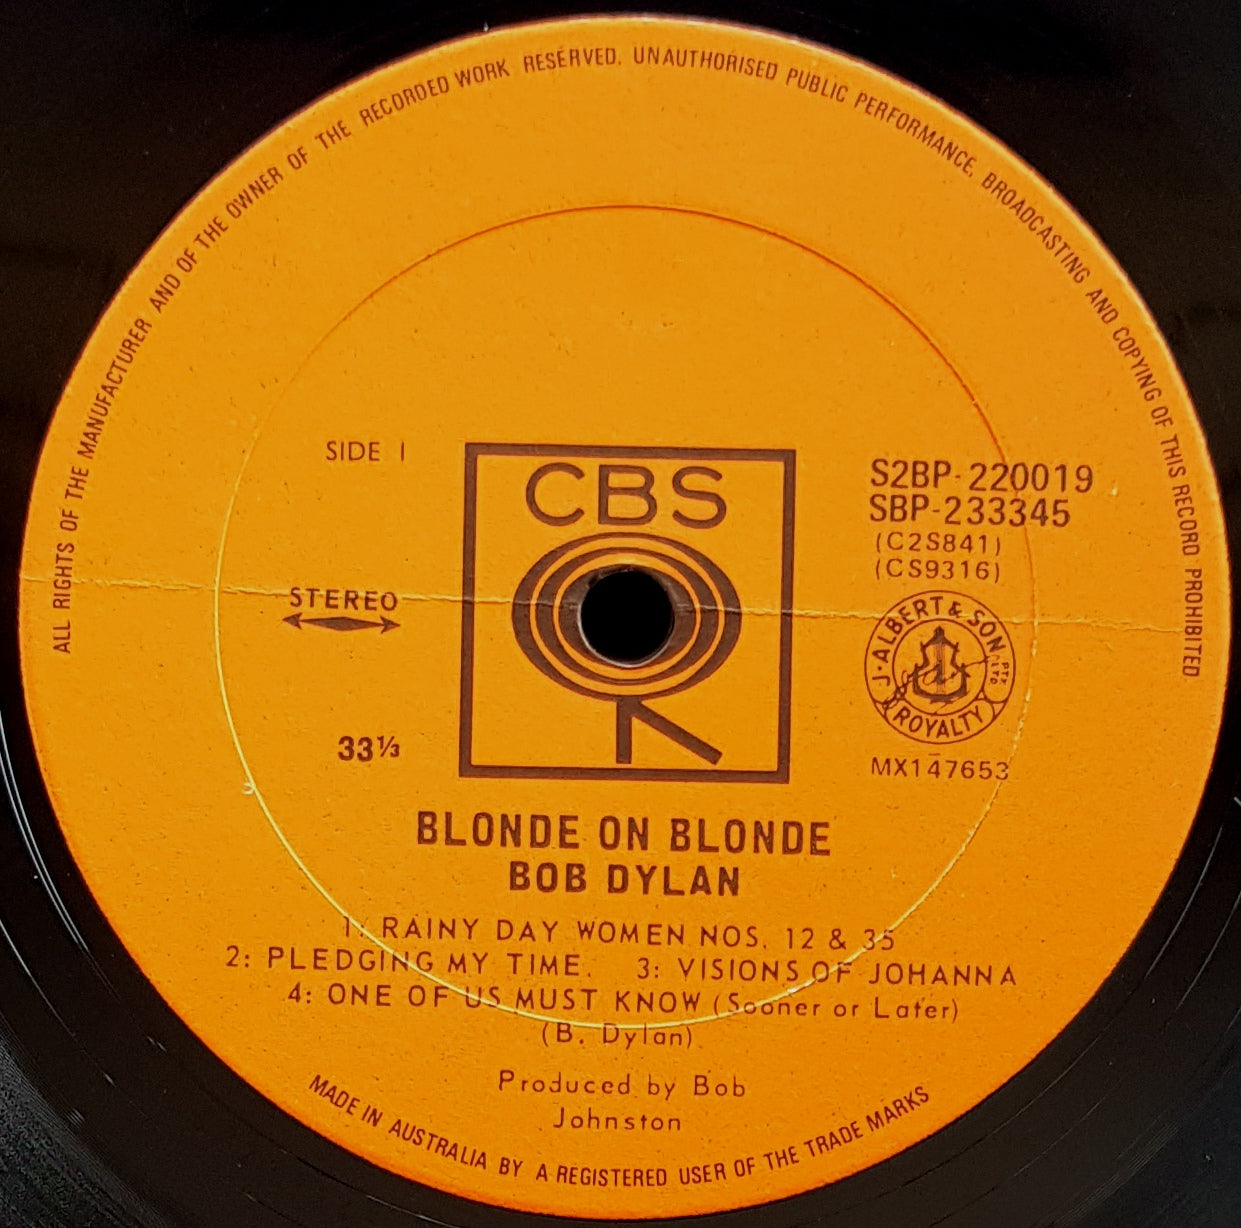 ALL RIGHTS OF THE MANUFACTURER AND OF THE OWNER OF THE RECORDED WORK RESERVED. UNAUTHORISED PUBLIC PERFORMANCE, BROADCASTING AND COPYING OF THIS RECORD PROHIBITED
SIDE 1
CBS
S2BP-220019
SBP-233345
(C2S841)
(CS9316)
STEREO
J. ALBERT & SON PTY LTD
ROYALTY
33⅓
MX147653
BLONDE ON BLONDE
BOB DYLAN
1: RAINY DAY WOMEN NOS. 12 & 35
2: PLEDGING MY TIME. 3: VISIONS OF JOHANNA
4: ONE OF US MUST KNOW (Sooner or Later)
(B. Dylan)
Produced by Bob
Johnston
MADE IN AUSTRALIA BY A REGISTERED USER OF THE TRADE MARKS